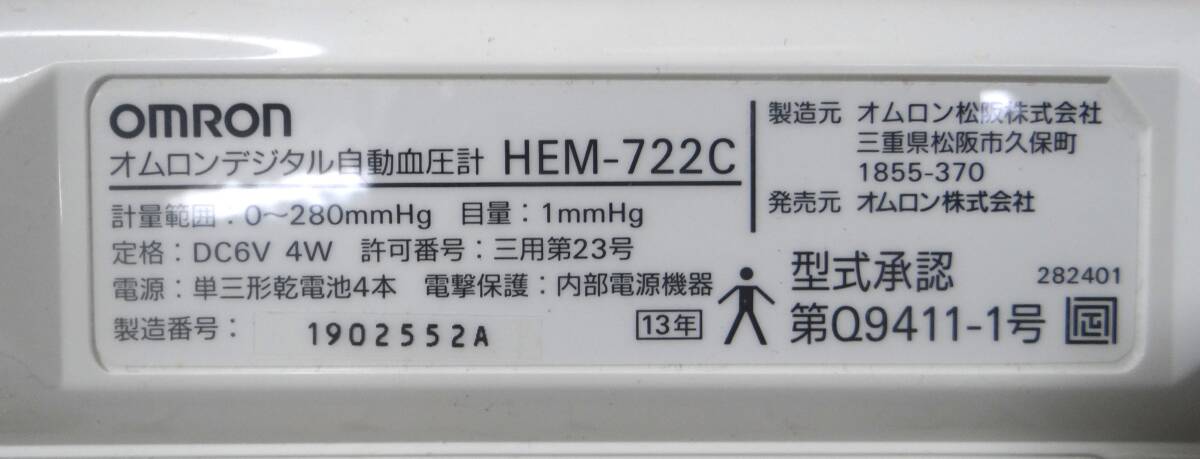 OMRON
オムロンデジタル自動血圧計 HEM-722C
計量範囲:0~280mmHg 目量:1mmHg
定格:DC6V 4W 許可番号:三用第23号
電源:単三形乾電池4本 電撃保護:内部電源機器
製造番号: 1902552A
13年
製造元 オムロン松阪株式会社
三重県松阪市久保町
1855-370
発売元 オムロン株式会社
型式承認
第Q9411-1号
282401